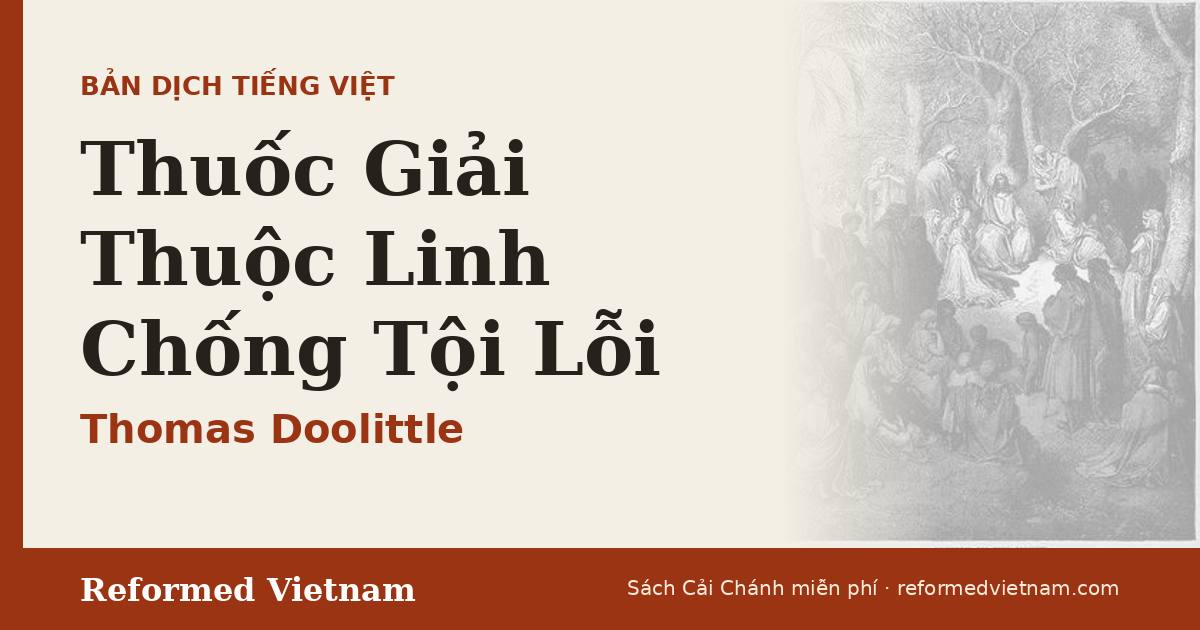 BẢN DỊCH TIẾNG VIỆT
Thuốc Giải
Thuộc Linh
Chống Tội Lỗi
Thomas Doolittle
Reformed Vietnam
Sách Cải Chánh miễn phí · reformedvietnam.com